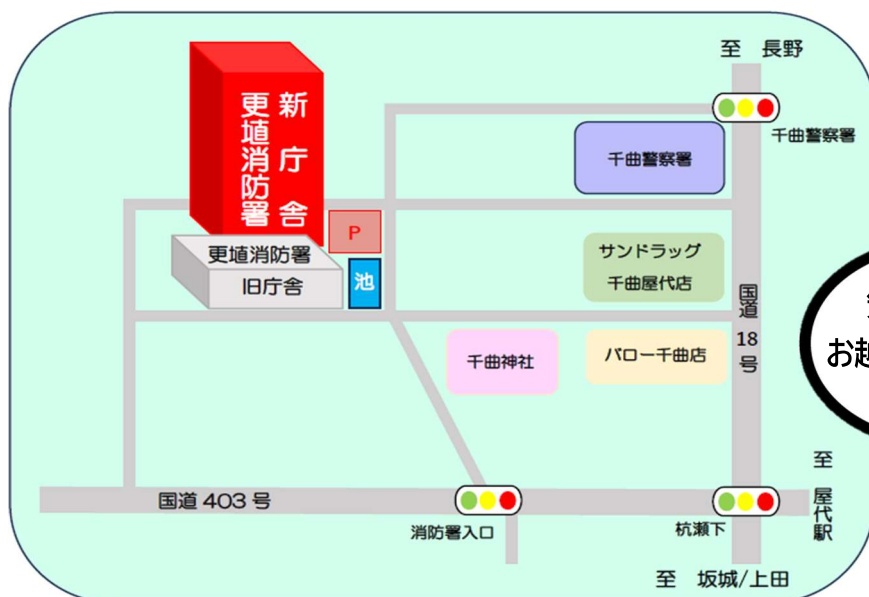 至　長野
千曲警察署
千曲警察署
新庁舎
更埴消防署
P
更埴消防署
旧庁舎
池
サンドラッグ
千曲屋代店
国道18号
千曲神社
バロー千曲店
お越
国道403号
消防署入口
杭瀬下
至　屋代駅
至　坂城/上田